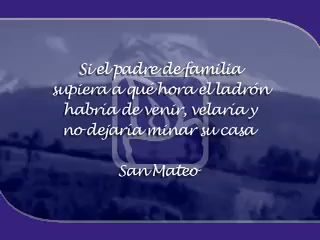 Si el padre de familia
supiera a qué hora el ladrón
habría de venir, velaría y
no dejaría minar su casa
San Mateo